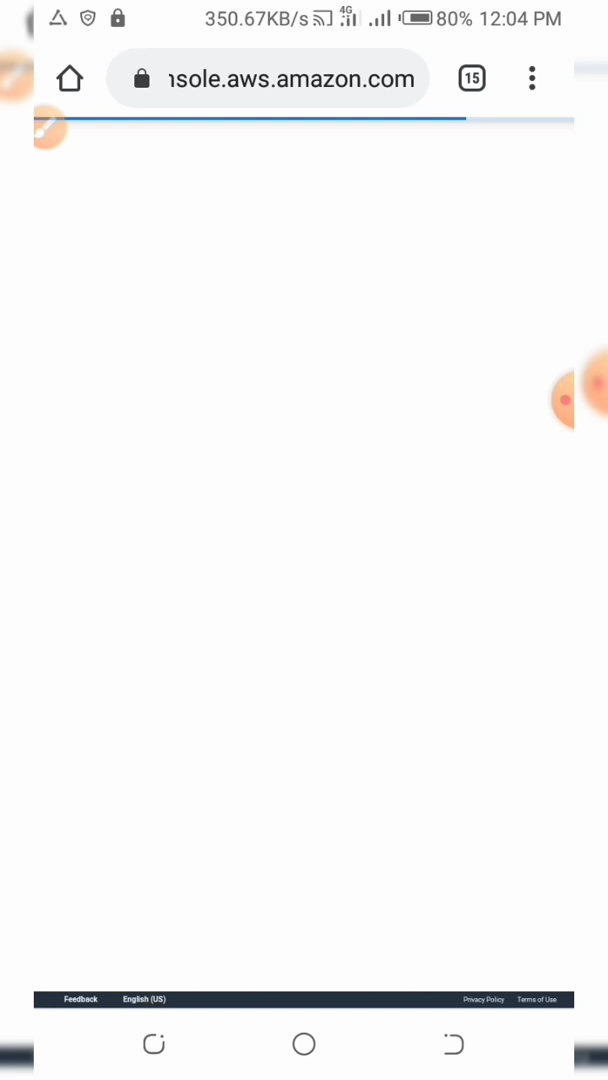 350.67KB/s 4G 80% 12:04 PM
nsole.aws.amazon.com 15
Feedback English (US) Privacy Policy Terms of Use